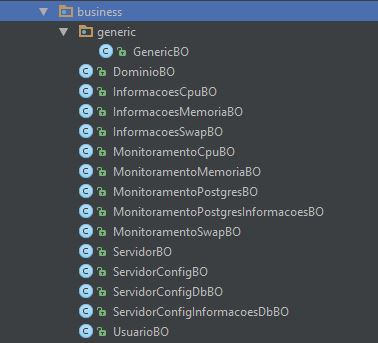 business
generic
GenericBO
DominioBO
InformacoesCpuBO
InformacoesMemoriaBO
InformacoesSwapBO
MonitoramentoCpuBO
MonitoramentoMemoriaBO
MonitoramentoPostgresBO
MonitoramentoPostgresInformacoesBO
MonitoramentoSwapBO
ServidorBO
ServidorConfigBO
ServidorConfigDbBO
ServidorConfigInformacoesDbBO
UsuarioBO